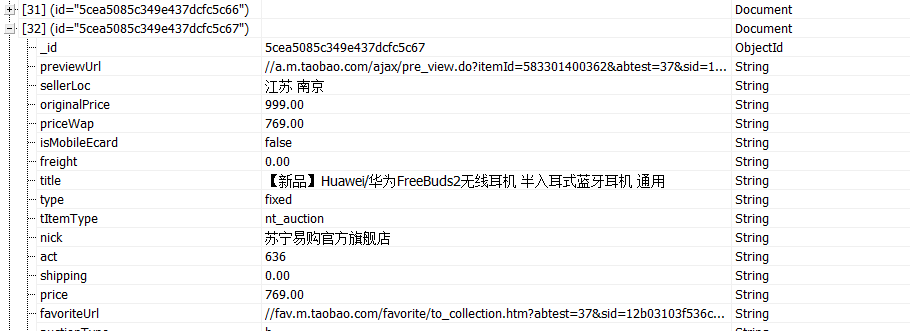 [31] (id="5cea5085c349e437dcfc5c66") Document
[32] (id="5cea5085c349e437dcfc5c67") Document
_id 5cea5085c349e437dcfc5c67 ObjectId
previewUrl //a.m.taobao.com/ajax/pre_view.do?itemId=583301400362&abtest=37&sid=1... String
sellerLoc 江苏 南京 String
originalPrice 999.00 String
priceWap 769.00 String
isMobileEcard false String
freight 0.00 String
title 【新品】Huawei/华为FreeBuds2无线耳机 半入耳式蓝牙耳机 通用 String
type fixed String
tItemType nt_auction String
nick 苏宁易购官方旗舰店 String
act 636 String
shipping 0.00 String
price 769.00 String
favoriteUrl //fav.m.taobao.com/favorite/to_collection.htm?abtest=37&sid=12b03103f536c... String